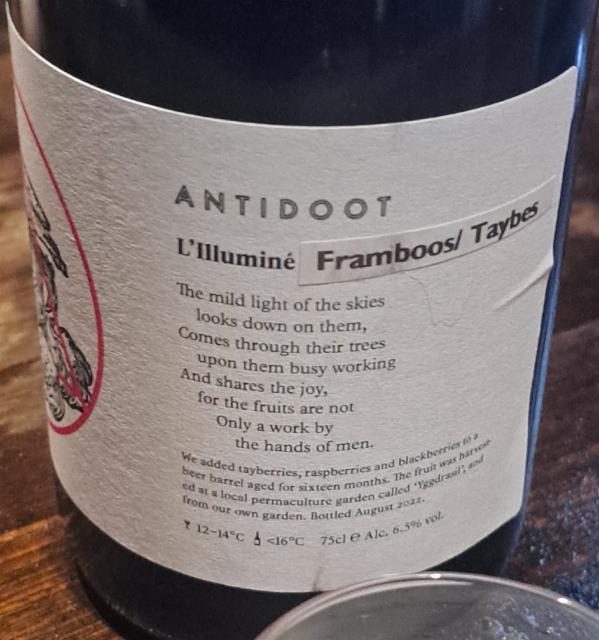 ANTIDOOT
L'Illuminé Framboos/ Taybes
The mild light of the skies
looks down on them,
Comes through their trees
upon them busy working
And shares the joy,
for the fruits are not
Only a work by
the hands of men.
We added tayberries, raspberries and blackberries to a
beer barrel aged for sixteen months. The fruit was harvest-
ed at a local permaculture garden called 'Yggdrasil', and
from our own garden. Bottled August 2022.
12–14°C <16°C 75cl e Alc. 6.5% vol.